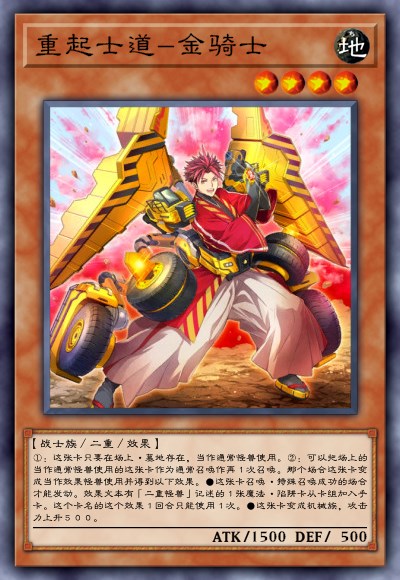 重起士道-金骑士
地
【战士族/二重/效果】
①：这张卡只要在场上·墓地存在，当作通常怪兽使用。②：可以把场上的
当作通常怪兽使用的这张卡作为通常召唤作再1次召唤。那个场合这张卡变
成当作效果怪兽使用并得到以下效果。●这张卡召唤·特殊召唤成功的场合
才能发动。效果文本有「二重怪兽」记述的1张魔法·陷阱卡从卡组加入手
卡。这个卡名的这个效果1回合只能使用1次。●这张卡变成机械族，攻击
力上升５００。
ATK/1500 DEF/ 500